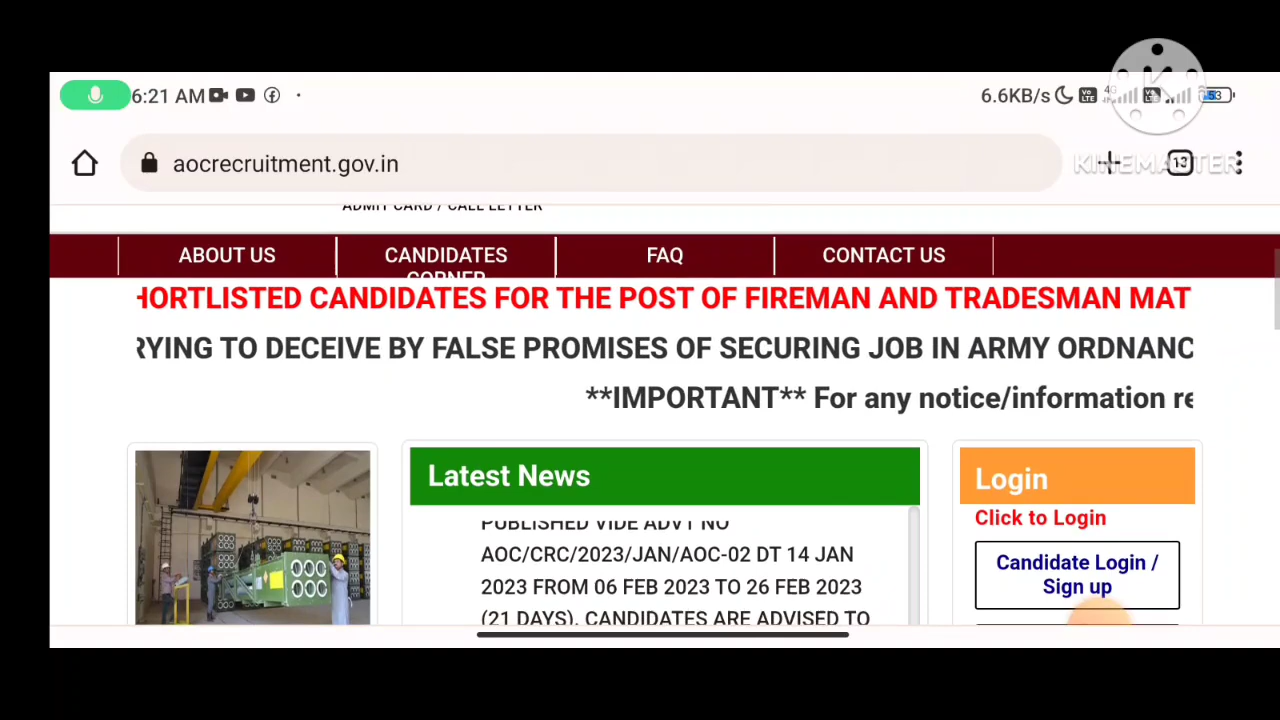 6:21 AM
6.6KB/s
4G
53
aocrecruitment.gov.in
13
KINEMASTER
ADMIT CARD / CALL LETTER
ABOUT US
CANDIDATES CORNER
FAQ
CONTACT US
HORTLISTED CANDIDATES FOR THE POST OF FIREMAN AND TRADESMAN MAT
RYING TO DECEIVE BY FALSE PROMISES OF SECURING JOB IN ARMY ORDNANC
**IMPORTANT** For any notice/information re
Latest News
PUBLISHED VIDE ADVT NO
AOC/CRC/2023/JAN/AOC-02 DT 14 JAN
2023 FROM 06 FEB 2023 TO 26 FEB 2023
(21 DAYS). CANDIDATES ARE ADVISED TO
Login
Click to Login
Candidate Login /
Sign up